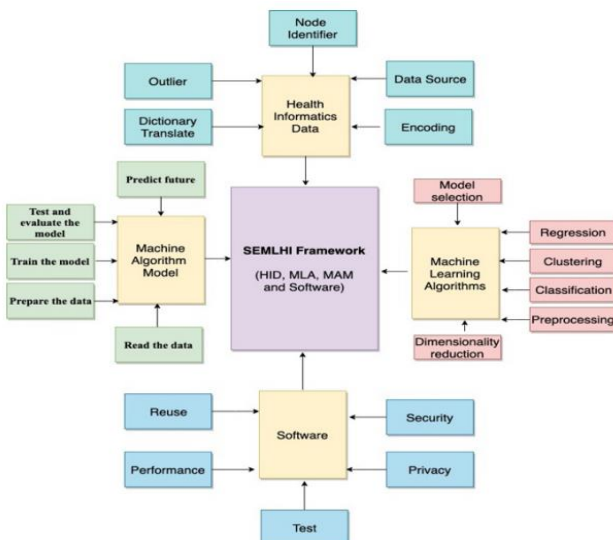 Node
Identifier
Outlier
Data Source
Health
Informatics
Data
Dictionary
Translate
Encoding
Predict future
Model
selection
Test and
evaluate the
model
Machine
Algorithm
Model
SEMLHI Framework
(HID, MLA, MAM
and Software)
Machine
Learning
Algorithms
Regression
Clustering
Train the model
Classification
Prepare the data
Preprocessing
Read the data
Dimensionality
reduction
Reuse
Security
Software
Performance
Privacy
Test